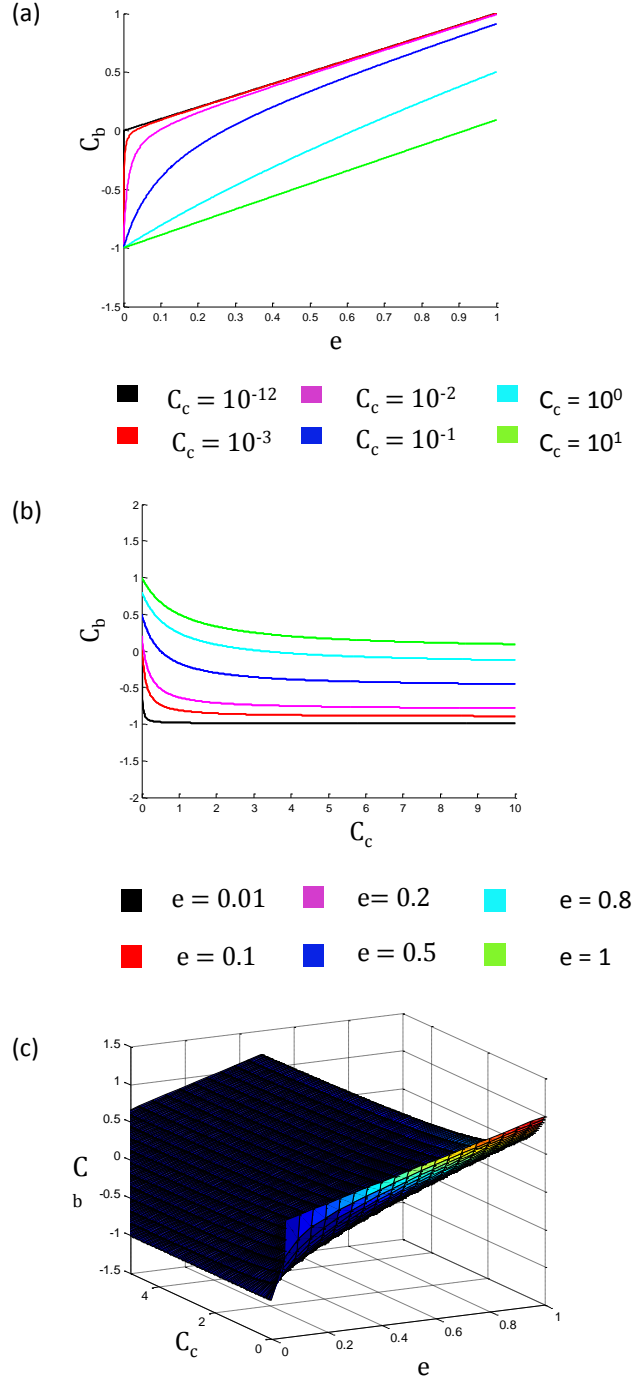 (a)
1
0.5
0
-0.5
-1
-1.5
C_b
0 0.1 0.2 0.3 0.4 0.5 0.6 0.7 0.8 0.9 1
e
C_c = 10^-12 C_c = 10^-2 C_c = 10^0
C_c = 10^-3 C_c = 10^-1 C_c = 10^1
(b)
2
1.5
1
0.5
0
-0.5
-1
-1.5
-2
C_b
0 1 2 3 4 5 6 7 8 9 10
C_c
e = 0.01 e= 0.2 e = 0.8
e = 0.1 e = 0.5 e = 1
(c)
1.5
1
0.5
0
-0.5
-1
-1.5
C
b
4
2
0
C_c
0 0.2 0.4 0.6 0.8 1
e